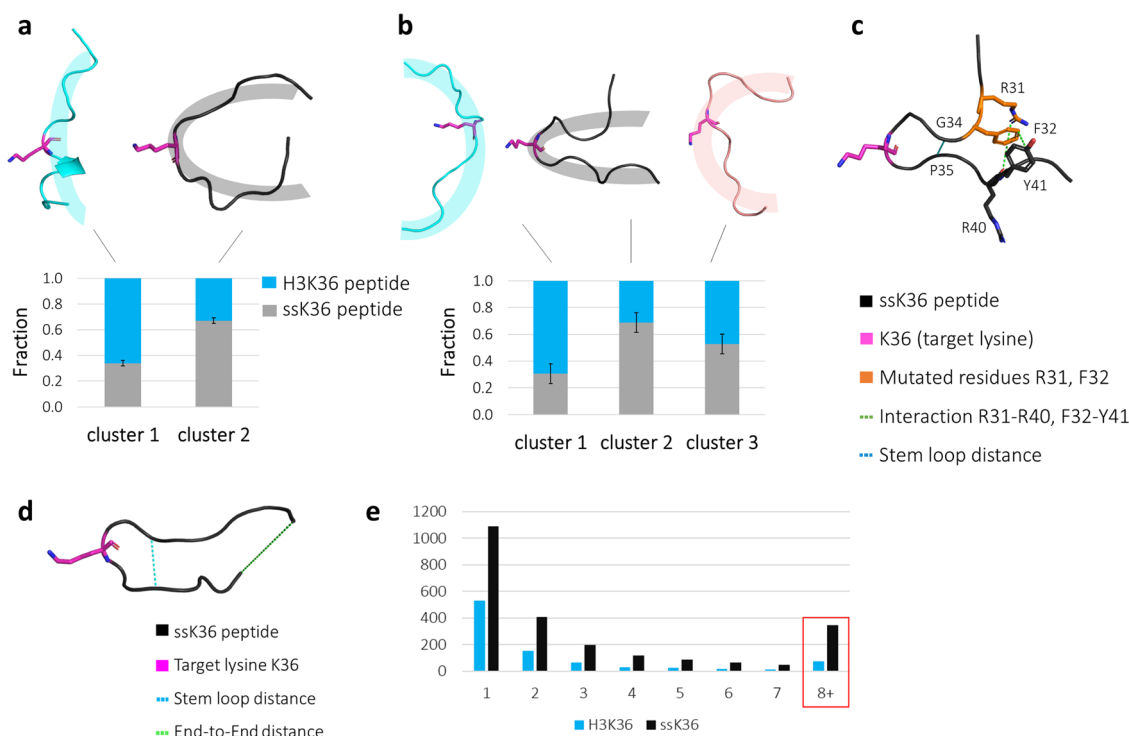 a
b
c
R31
G34
F32
P35
Y41
R40
1.0
0.8
0.6
0.4
0.2
0.0
Fraction
cluster 1 cluster 2
H3K36 peptide
ssK36 peptide
1.0
0.8
0.6
0.4
0.2
0.0
Fraction
cluster 1 cluster 2 cluster 3
ssK36 peptide
K36 (target lysine)
Mutated residues R31, F32
Interaction R31-R40, F32-Y41
Stem loop distance
d
ssK36 peptide
Target lysine K36
Stem loop distance
End-to-End distance
e
1200
1000
800
600
400
200
0
1 2 3 4 5 6 7 8+
H3K36 ssK36